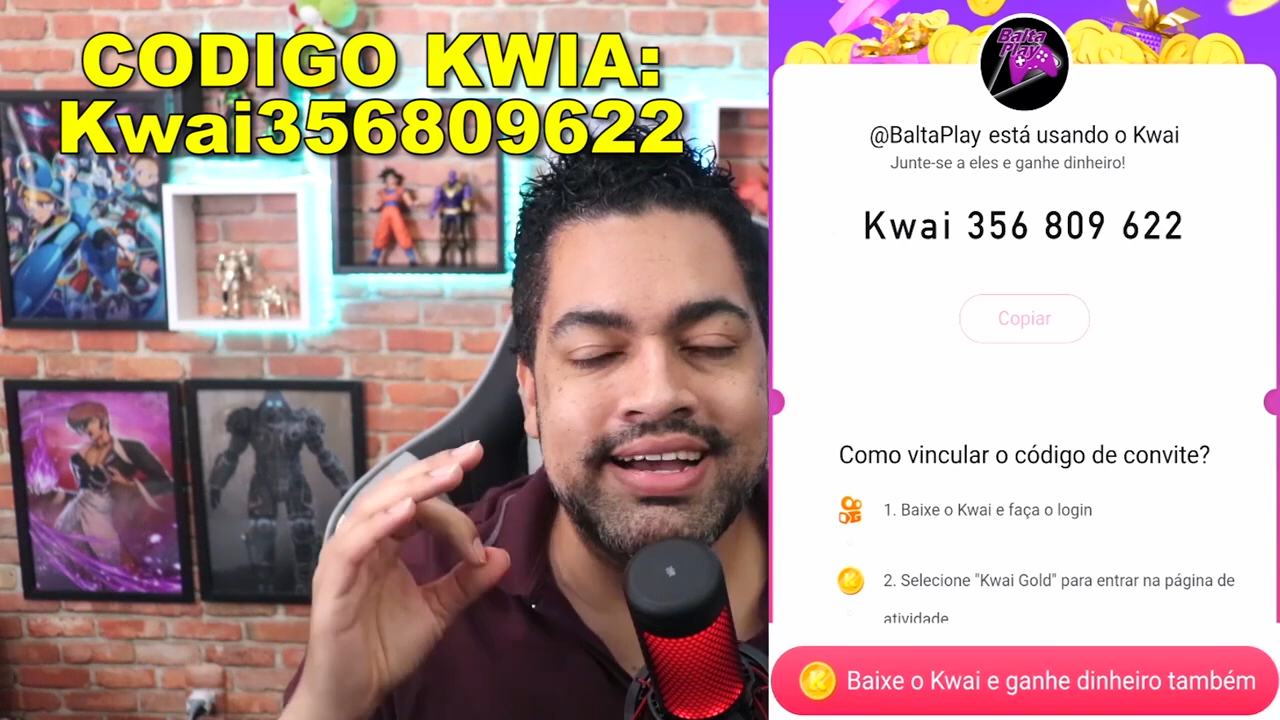 CODIGO KWIA:
Kwai356809622
Balta
Play
@BaltaPlay está usando o Kwai
Junte-se a eles e ganhe dinheiro!
Kwai 356 809 622
Copiar
Como vincular o código de convite?
1. Baixe o Kwai e faça o login
2. Selecione "Kwai Gold" para entrar na página de
atividade
Baixe o Kwai e ganhe dinheiro também